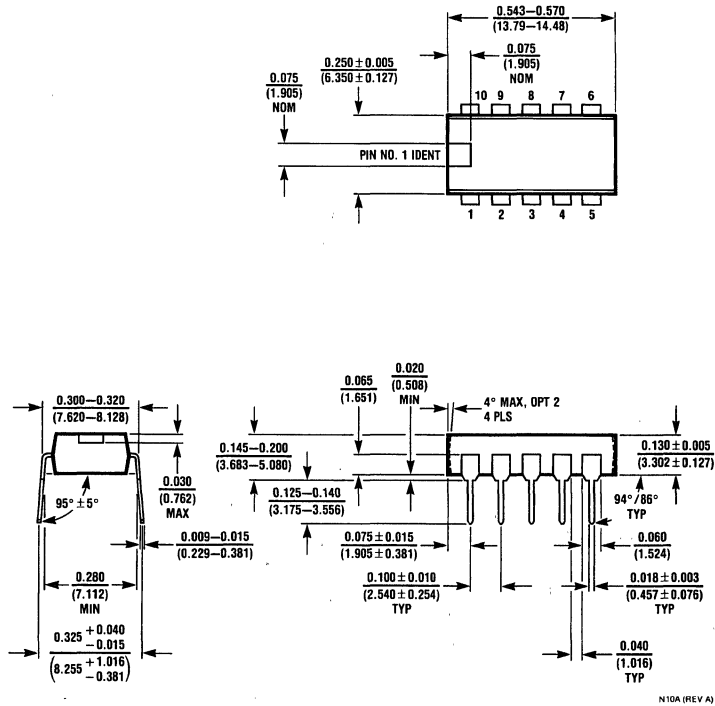 0.543–0.570
(13.79–14.48)
0.075
(1.905)
NOM
0.250 ± 0.005
(6.350 ± 0.127)
0.075
(1.905)
NOM
10 9 8 7 6
PIN NO. 1 IDENT
1 2 3 4 5
0.300–0.320
(7.620–8.128)
0.030
(0.762)
MAX
95° ± 5°
0.009–0.015
(0.229–0.381)
0.280
(7.112)
MIN
0.325 + 0.040
– 0.015
(8.255 + 1.016
– 0.381)
0.020
(0.508)
MIN
0.065
(1.651)
4° MAX, OPT 2
4 PLS
0.145–0.200
(3.683–5.080)
0.130 ± 0.005
(3.302 ± 0.127)
0.125–0.140
(3.175–3.556)
94°/86°
TYP
0.075 ± 0.015
(1.905 ± 0.381)
0.060
(1.524)
0.100 ± 0.010
(2.540 ± 0.254)
TYP
0.018 ± 0.003
(0.457 ± 0.076)
TYP
0.040
(1.016)
TYP
N10A (REV A)